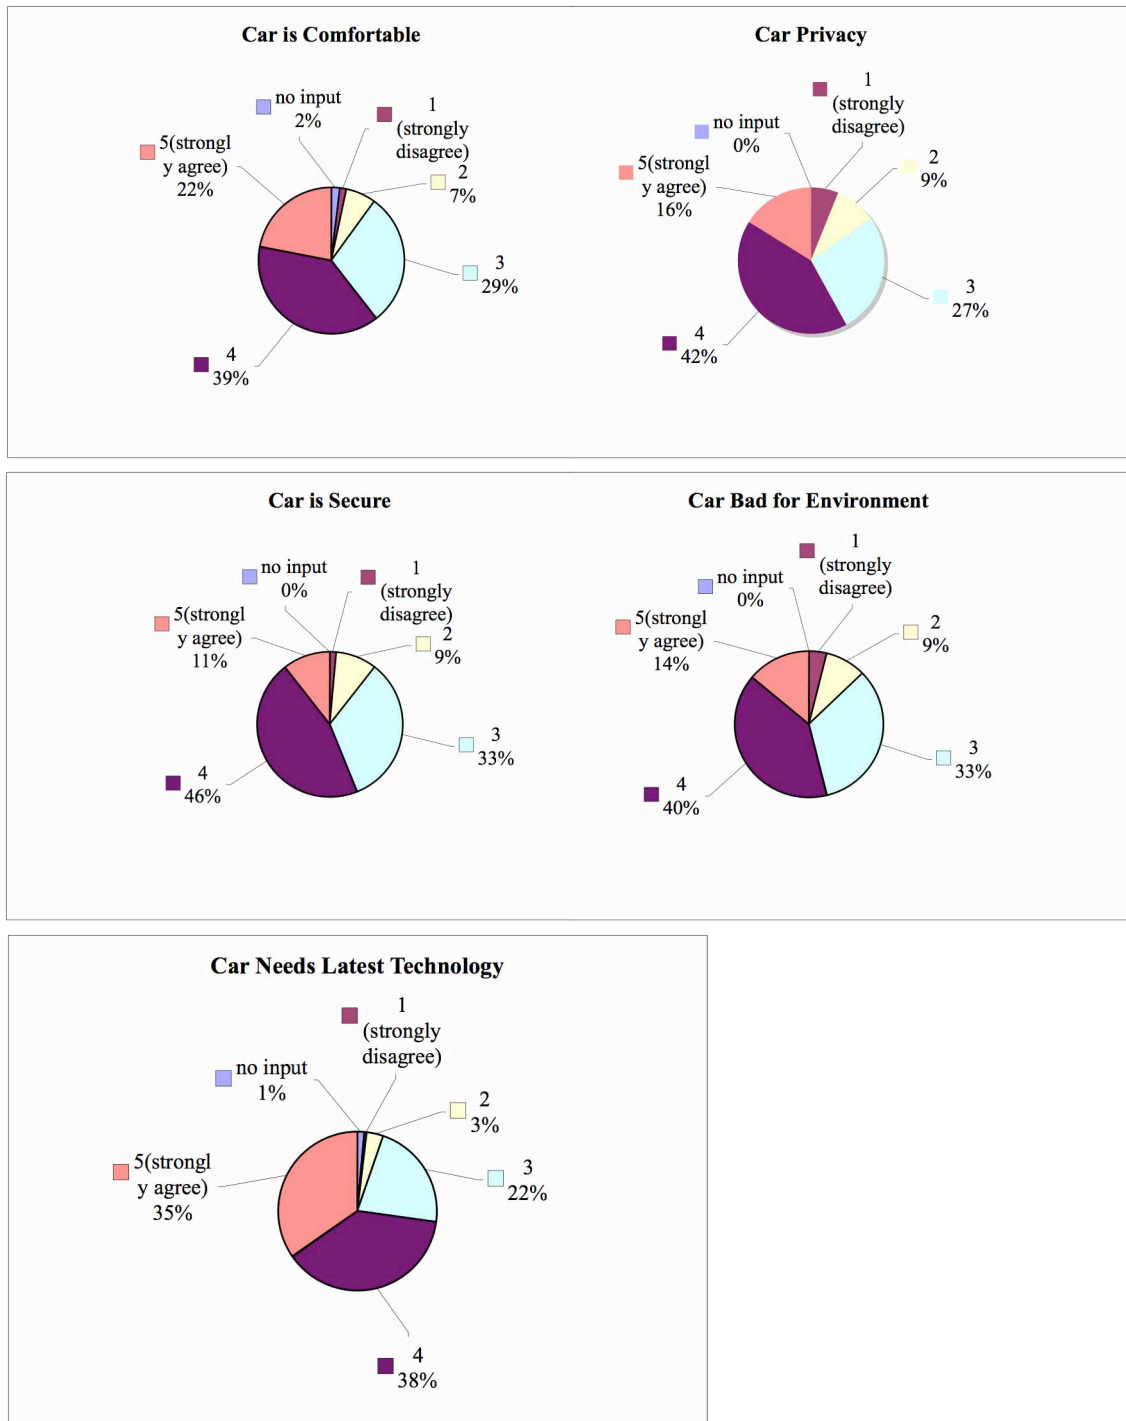 Car is Comfortable
no input
2%
1
(strongly
disagree)
5(strongl
y agree)
22%
2
7%
3
29%
4
39%
Car Privacy
1
(strongly
disagree)
no input
0%
2
9%
5(strongl
y agree)
16%
3
27%
4
42%
Car is Secure
no input
0%
1
(strongly
disagree)
5(strongl
y agree)
11%
2
9%
3
33%
4
46%
Car Bad for Environment
1
(strongly
disagree)
no input
0%
5(strongl
y agree)
14%
2
9%
3
33%
4
40%
Car Needs Latest Technology
1
(strongly
disagree)
no input
1%
2
3%
5(strongl
y agree)
35%
3
22%
4
38%